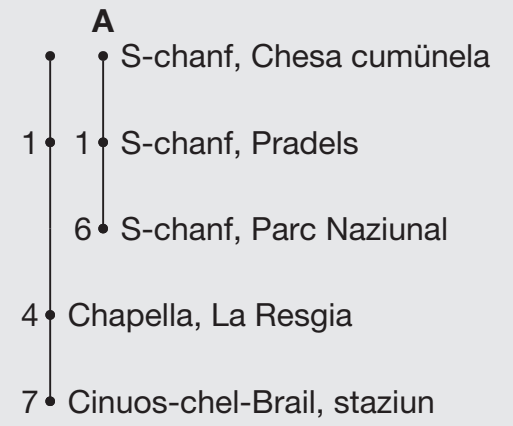 A
S-chanf, Chesa cumünela
1 1 S-chanf, Pradels
6 S-chanf, Parc Naziunal
4 Chapella, La Resgia
7 Cinuos-chel-Brail, staziun